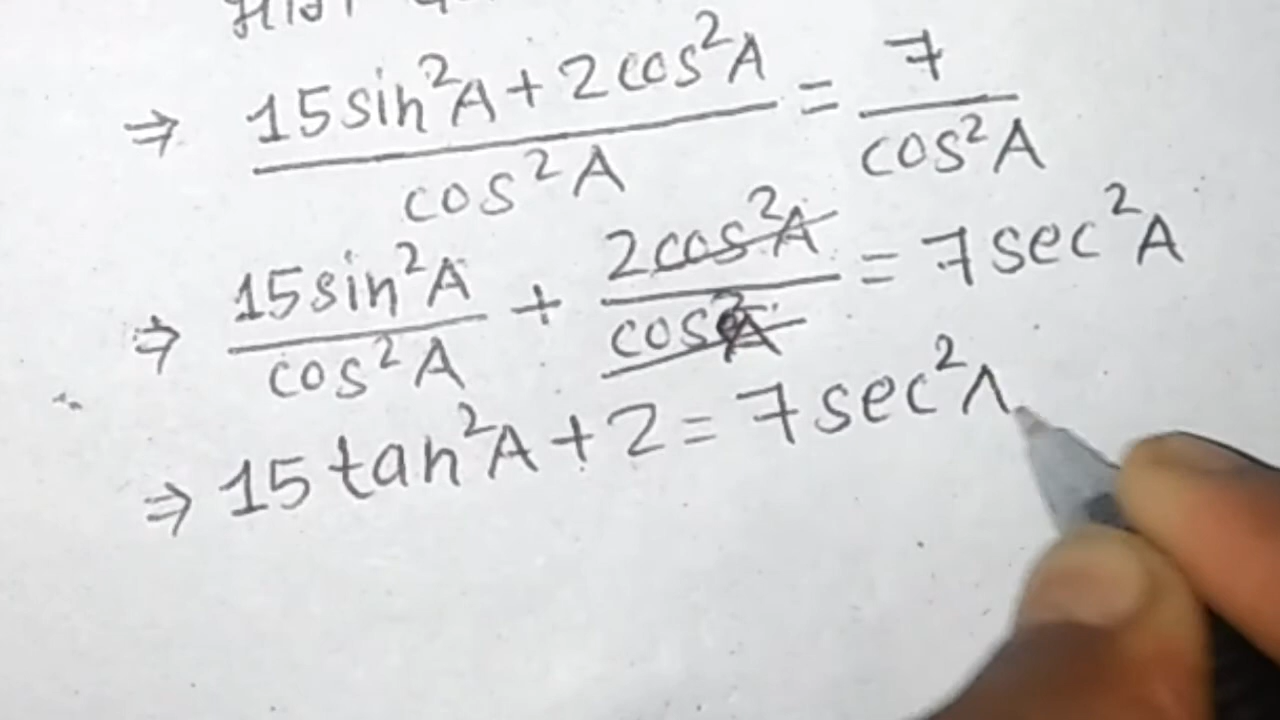 ⇒ 15sin²A + 2cos²A / cos²A = 7 / cos²A
⇒ 15sin²A / cos²A + 2cos²A / cos²A = 7sec²A
⇒ 15tan²A + 2 = 7sec²A